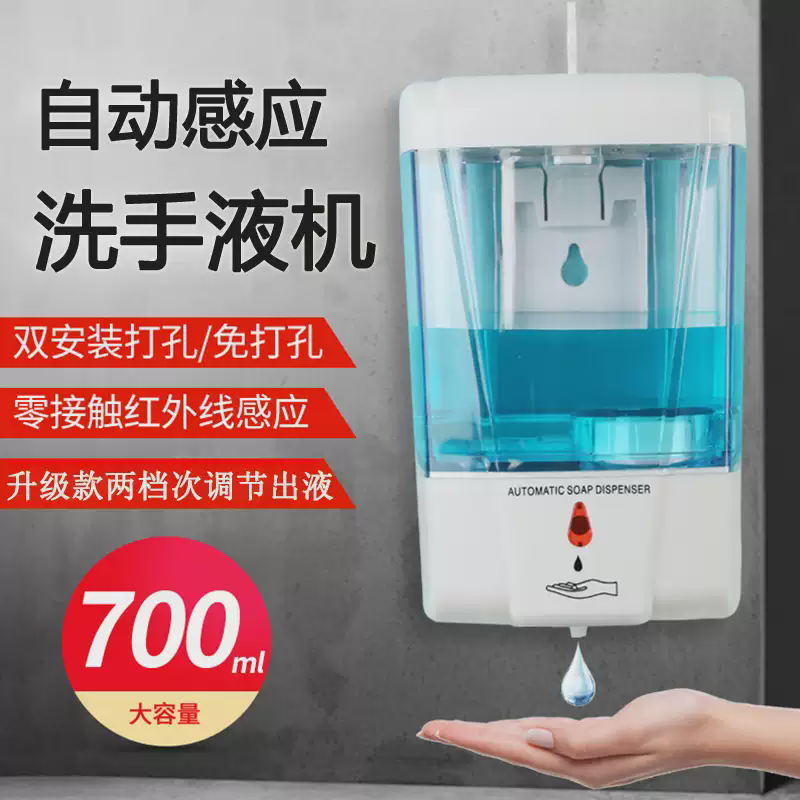 自动感应
洗手液机
双安装打孔/免打孔
零接触红外线感应
升级款两档次调节出液
700ml
大容量
AUTOMATIC SOAP DISPENSER